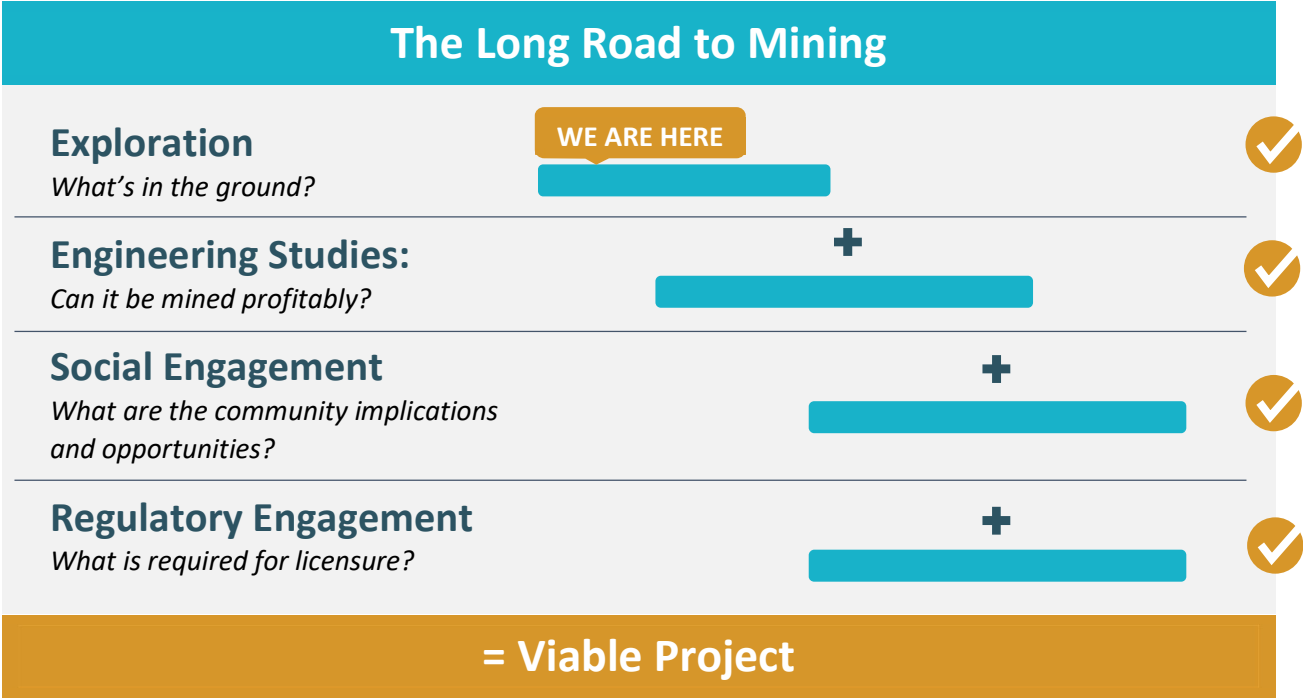 The Long Road to Mining
WE ARE HERE
Exploration
What's in the ground?
+
Engineering Studies:
Can it be mined profitably?
+
Social Engagement
What are the community implications
and opportunities?
+
Regulatory Engagement
What is required for licensure?
= Viable Project